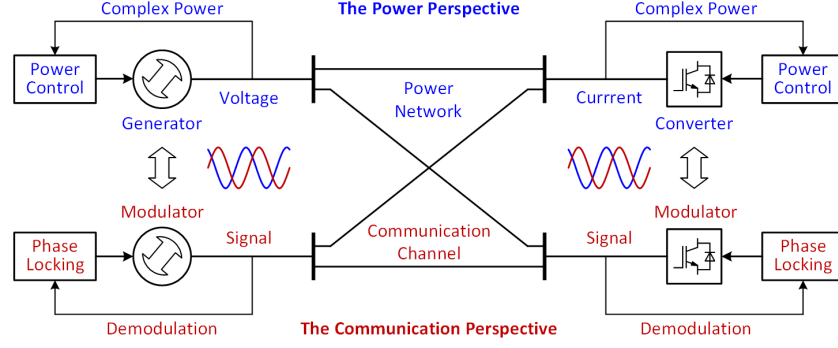 Complex Power
The Power Perspective
Complex Power
Power
Control
Voltage
Generator
Power
Network
Currrent
Converter
Power
Control
Modulator
Phase
Locking
Signal
Communication
Channel
Signal
Modulator
Phase
Locking
Demodulation
The Communication Perspective
Demodulation